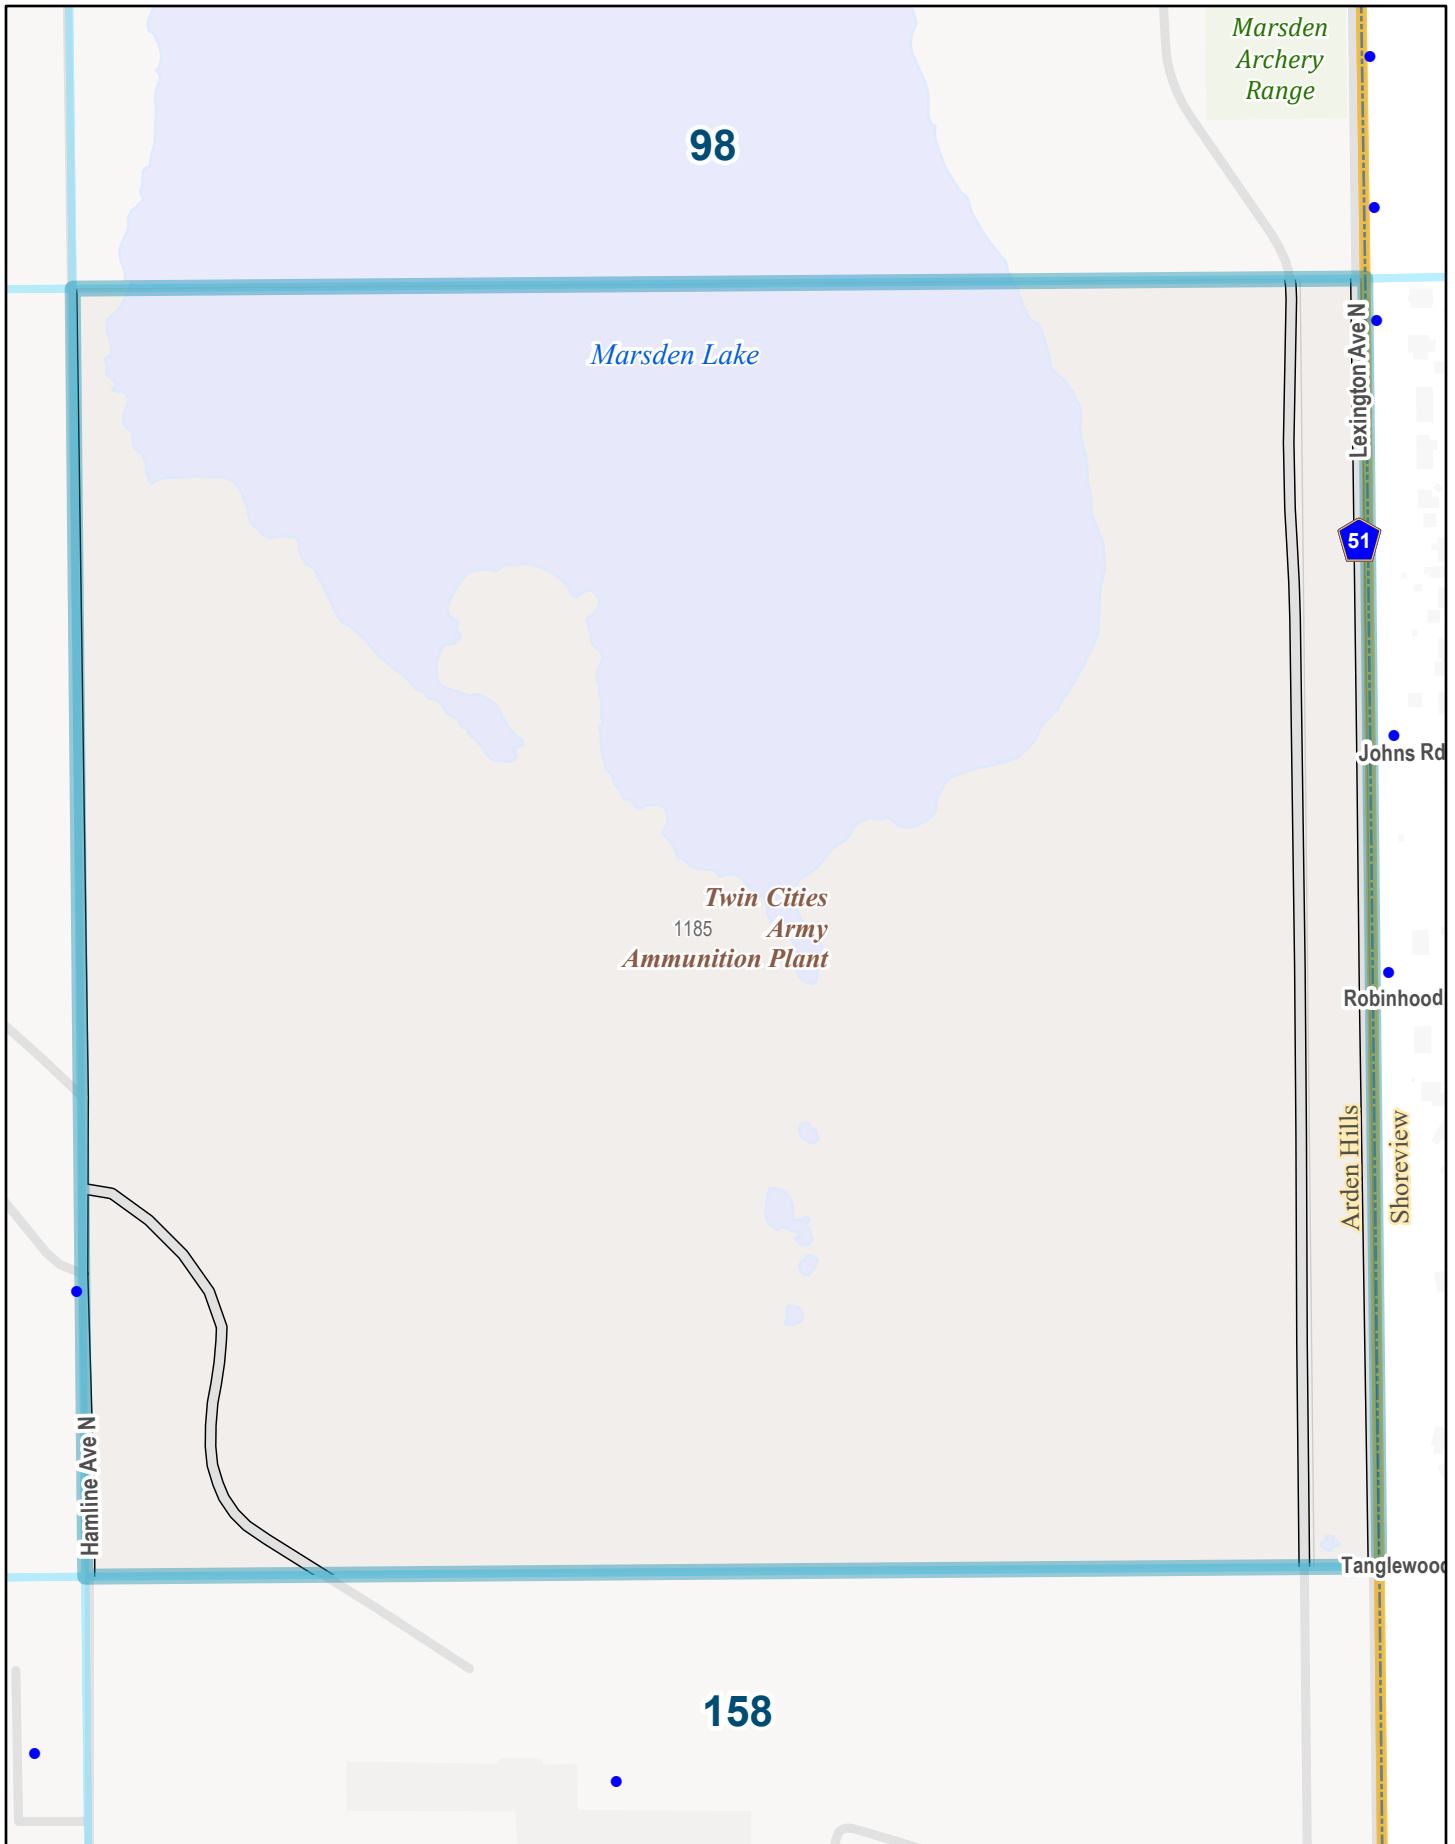 Marsden
Archery
Range
98
Lexington Ave N
Marsden Lake
51
Johns Rd
Twin Cities
1185 Army
Ammunition Plant
Robinhood
Arden Hills
Shoreview
Hamline Ave N
Tanglewood
158